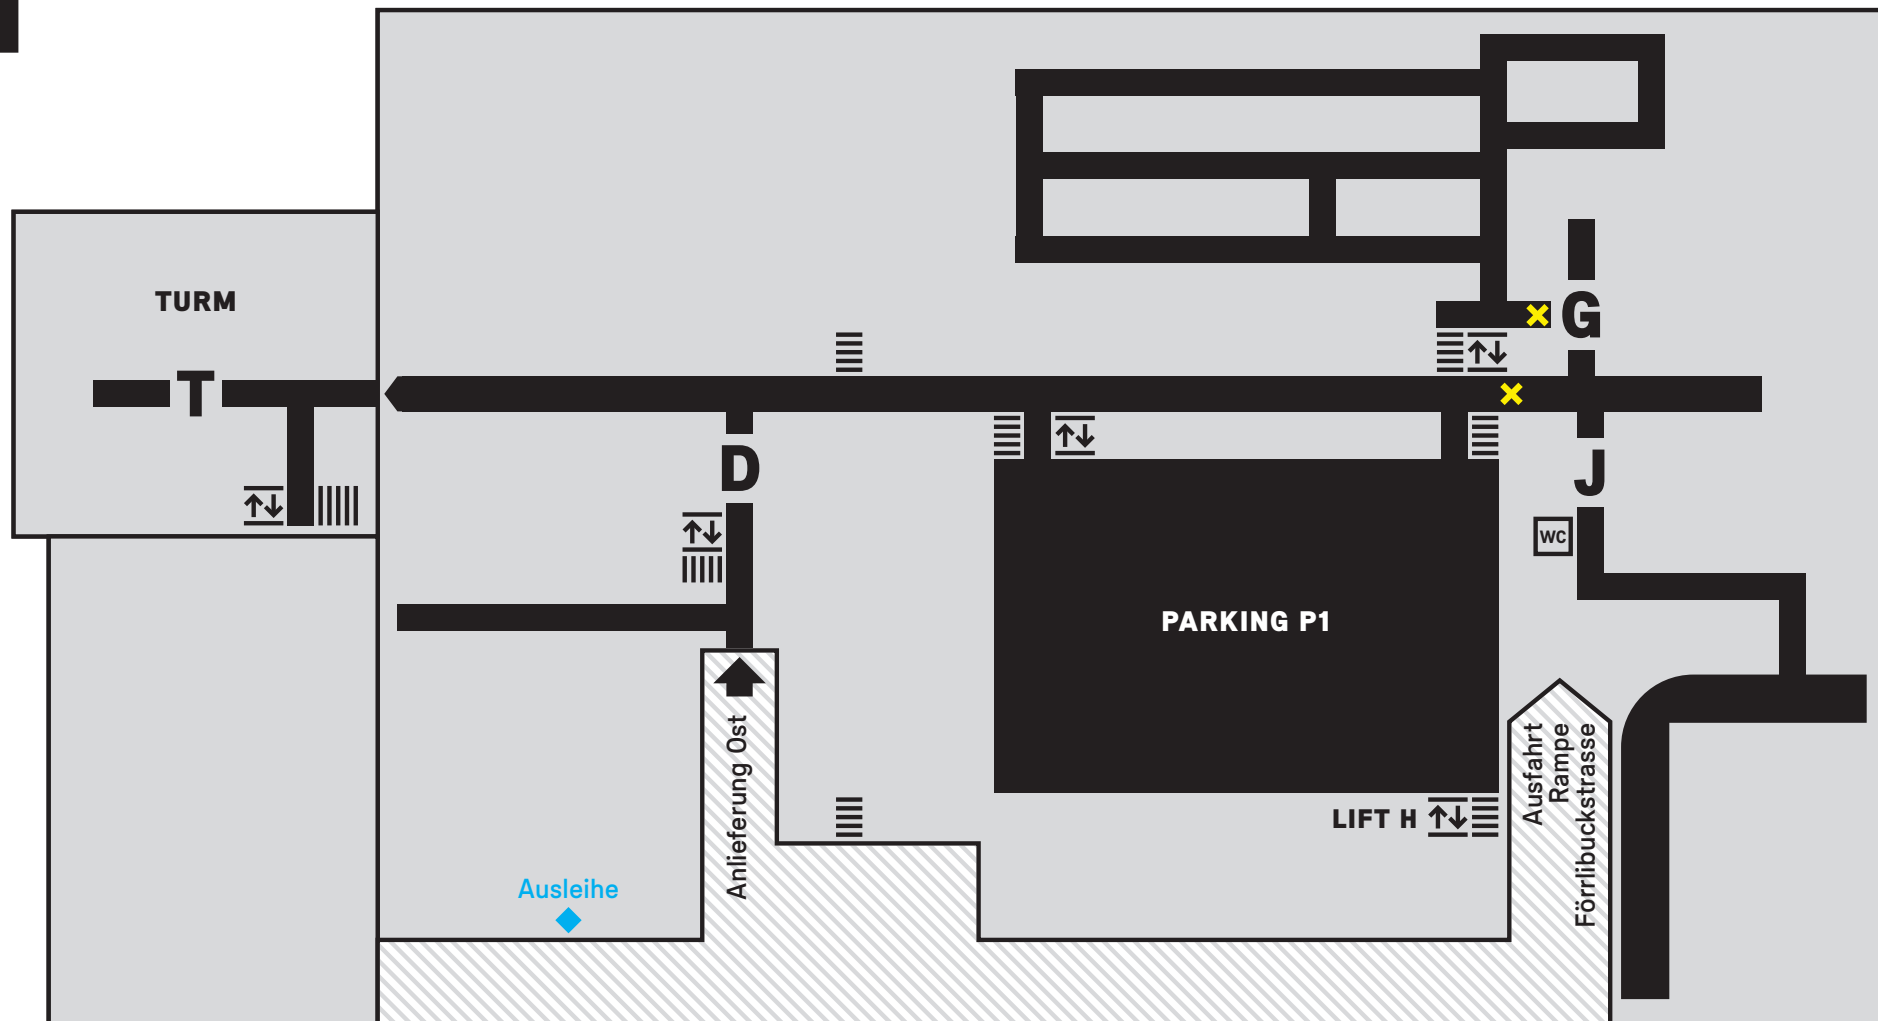 TURM
G
T
D
J
WC
PARKING P1
Anlieferung Ost
Ausfahrt
Rampe
Förrlibuckstrasse
LIFT H
Ausleihe